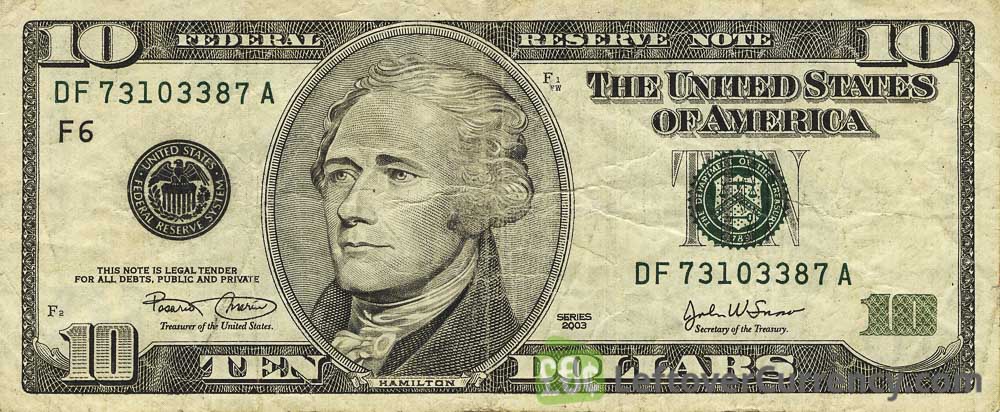 10 FEDERAL RESERVE NOTE 10
DF 73103387 A
F6
F1
FW
THE UNITED STATES
OF AMERICA
UNITED STATES
FEDERAL RESERVE SYSTEM
TEN
THE DEPARTMENT OF THE TREASURY
1789
DF 73103387 A
THIS NOTE IS LEGAL TENDER
FOR ALL DEBTS, PUBLIC AND PRIVATE
F2
Rosario Marin
Treasurer of the United States.
SERIES
2003
John W Snow
Secretary of the Treasury.
10
10 TEN DOLLARS 10
HAMILTON
LeftoverCurrency.com